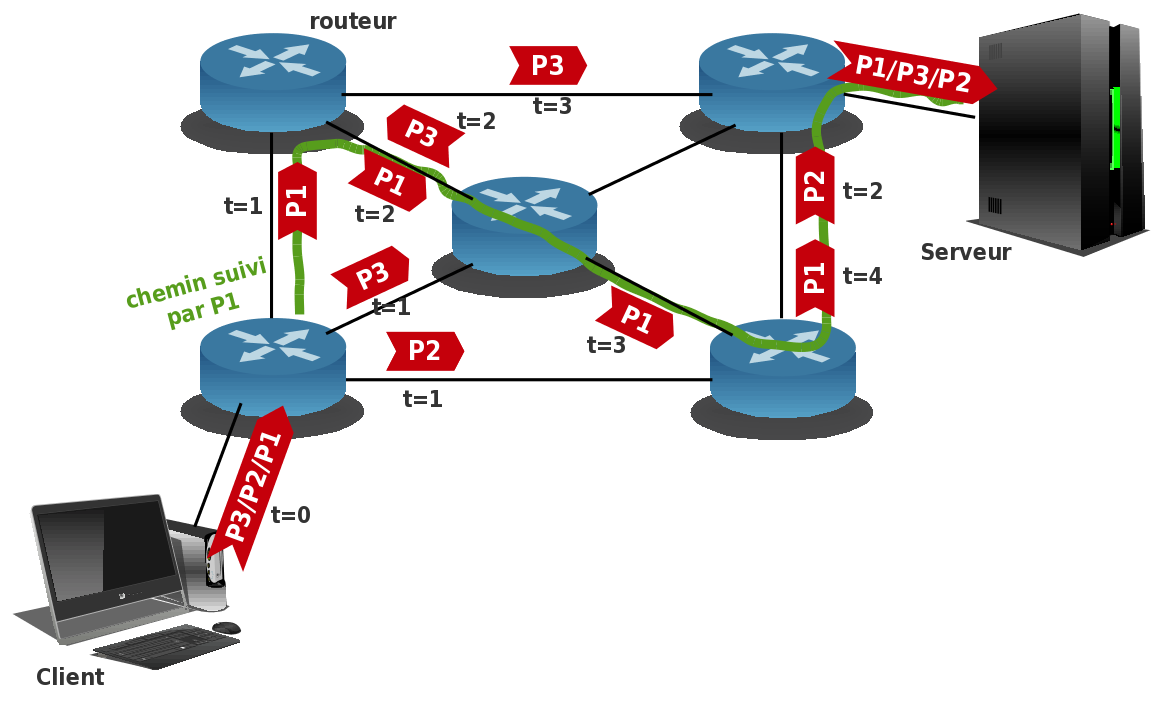 routeur
P3
t=3
P1/P3/P2
P3
t=2
P1
t=2
P1
t=1
P2
t=2
Serveur
P1
t=4
chemin suivi
par P1
P3
t=1
P1
t=3
P2
t=1
P3/P2/P1
t=0
Client